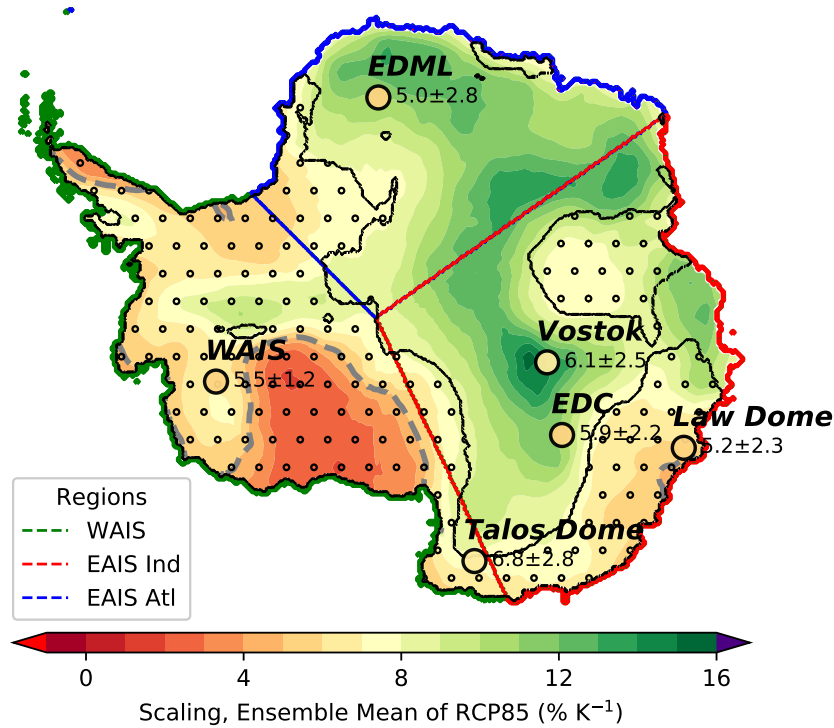 EDML
5.0±2.8
Vostok
6.1±2.5
WAIS
5.5±1.2
EDC
5.9±2.2
Law Dome
5.2±2.3
Talos Dome
6.8±2.8
Regions
WAIS
EAIS Ind
EAIS Atl
0 4 8 12 16
Scaling, Ensemble Mean of RCP85 (% K⁻¹)